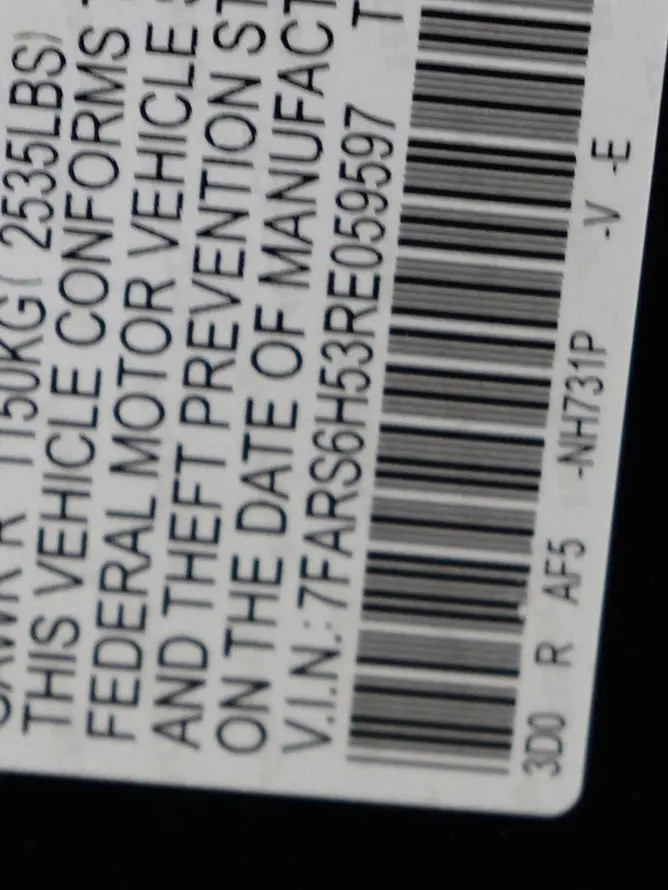 1150KG( 2535LBS)
THIS VEHICLE CONFORMS
FEDERAL MOTOR VEHICLE
AND THEFT PREVENTION ST
ON THE DATE OF MANUFACT
V.I.N.:7FARS6H53RE059597 T
3D0 R AF5 -NH731P -V -E